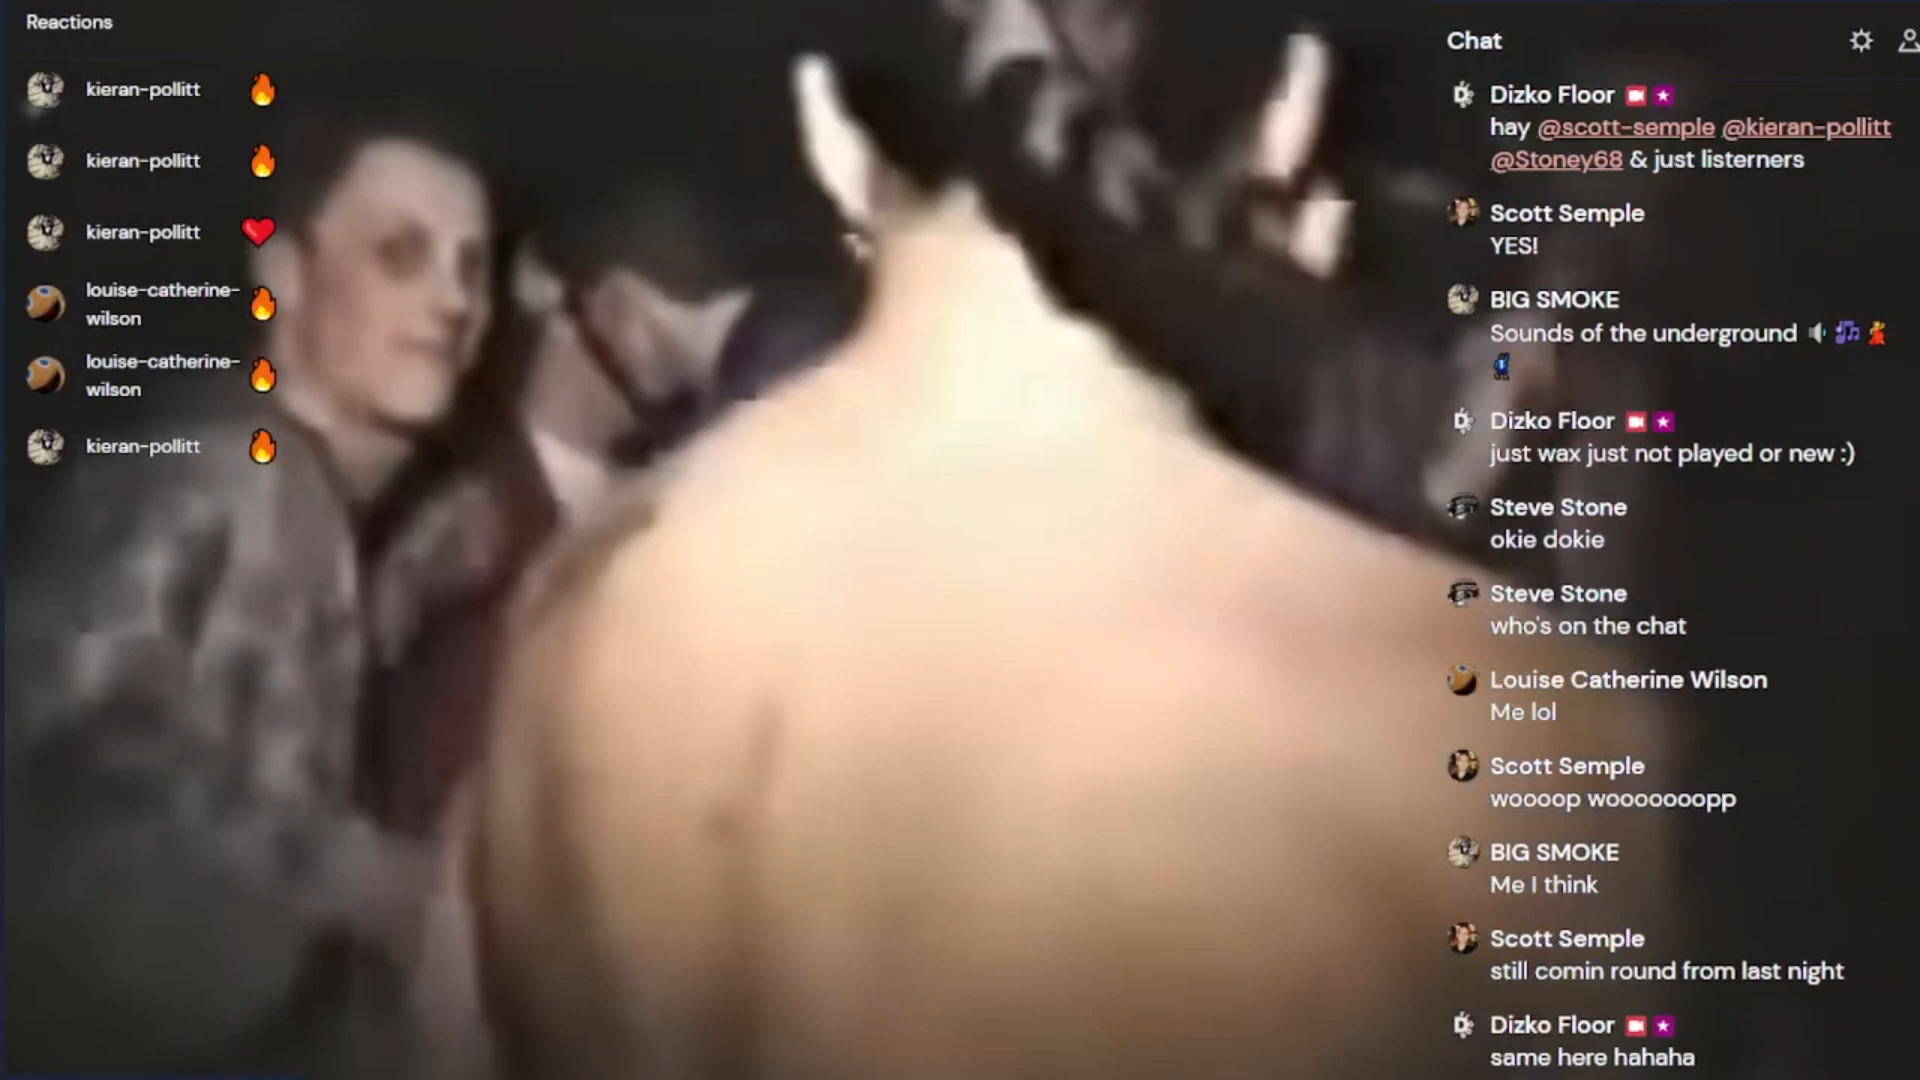 Reactions
kieran-pollitt
kieran-pollitt
kieran-pollitt
louise-catherine-
wilson
louise-catherine-
wilson
kieran-pollitt
Chat
Dizko Floor
hay @scott-semple @kieran-pollitt
@Stoney68 & just listerners
Scott Semple
YES!
BIG SMOKE
Sounds of the underground 🔈🎶💃
🕺
Dizko Floor
just wax just not played or new :)
Steve Stone
okie dokie
Steve Stone
who's on the chat
Louise Catherine Wilson
Me lol
Scott Semple
woooop wooooooopp
BIG SMOKE
Me I think
Scott Semple
still comin round from last night
Dizko Floor
same here hahaha